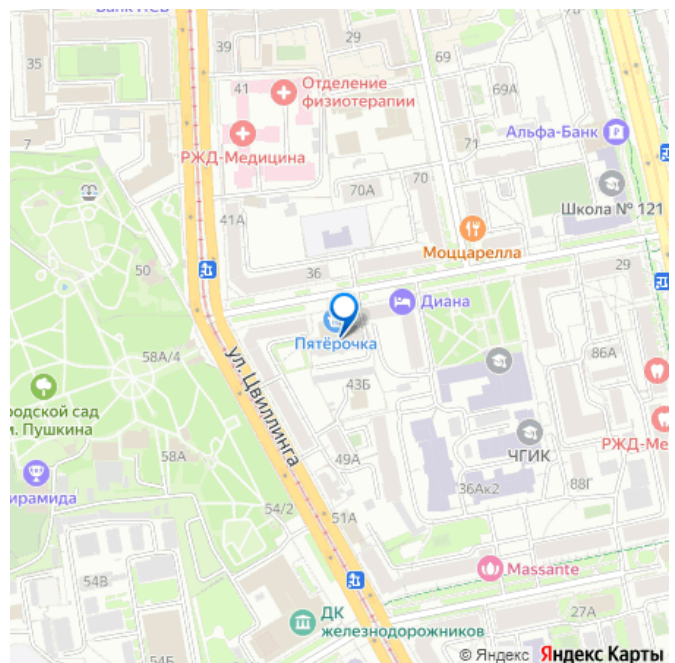 Банк ПСБ
39
29
35
69
41
Отделение
физиотерапии
69А
7
РЖД-Медицина
71
Альфа-Банк
70А
70
Школа № 121
41А
Моццарелла
50
36
29
Диана
Пятёрочка
58А/4
ул. Цвиллинга
43Б
86А
родской сад
м. Пушкина
ЧГИК
РЖД-Ме
58А
49А
ирамида
36Ак2
88Г
54/2
51А
Massante
54В
ДК
железнодорожников
27А
54Б
© Яндекс Яндекс Карты